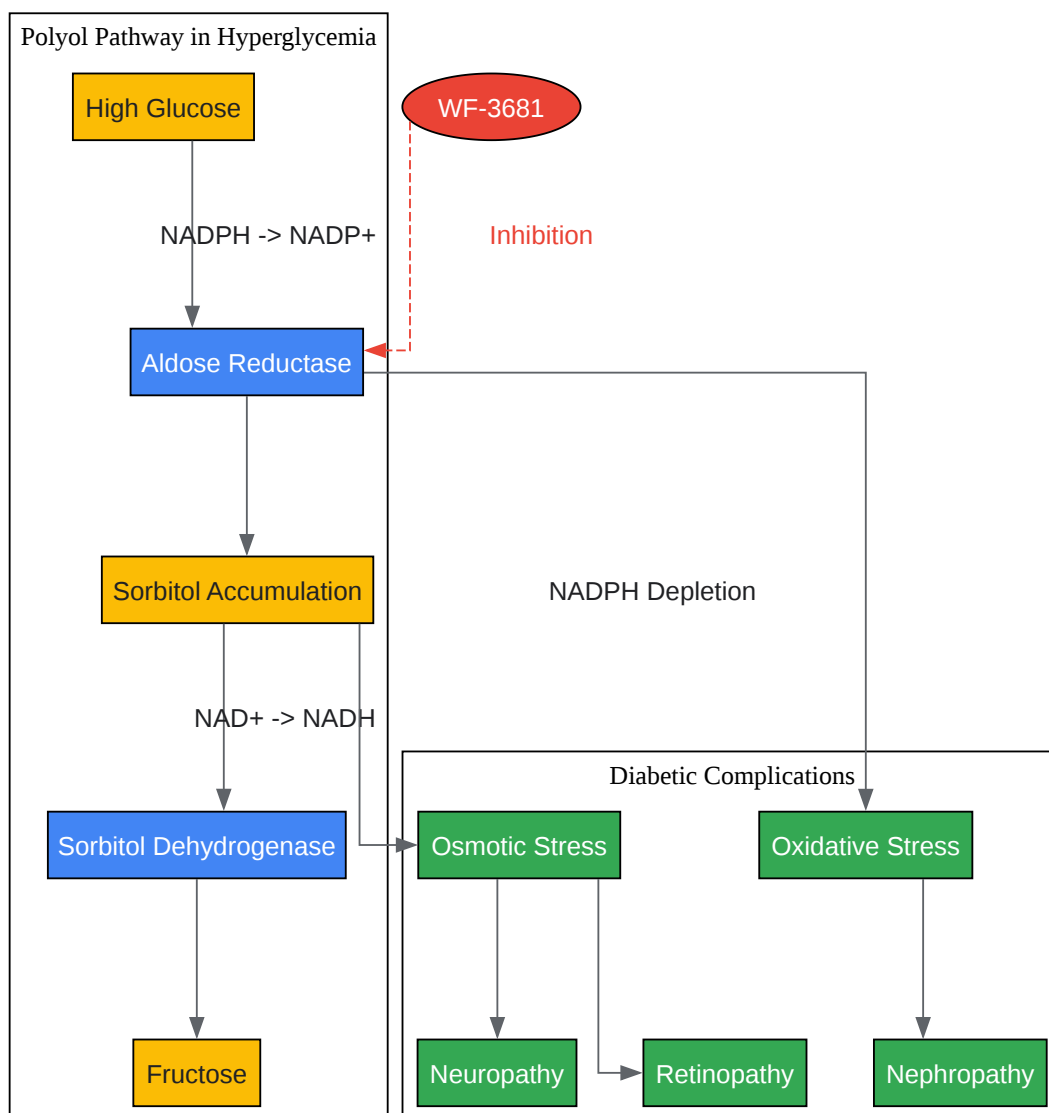 Polyol Pathway in Hyperglycemia
High Glucose
WF-3681
NADPH -> NADP+
Inhibition
Aldose Reductase
Sorbitol Accumulation
NADPH Depletion
NAD+ -> NADH
Diabetic Complications
Sorbitol Dehydrogenase
Osmotic Stress
Oxidative Stress
Fructose
Neuropathy
Retinopathy
Nephropathy